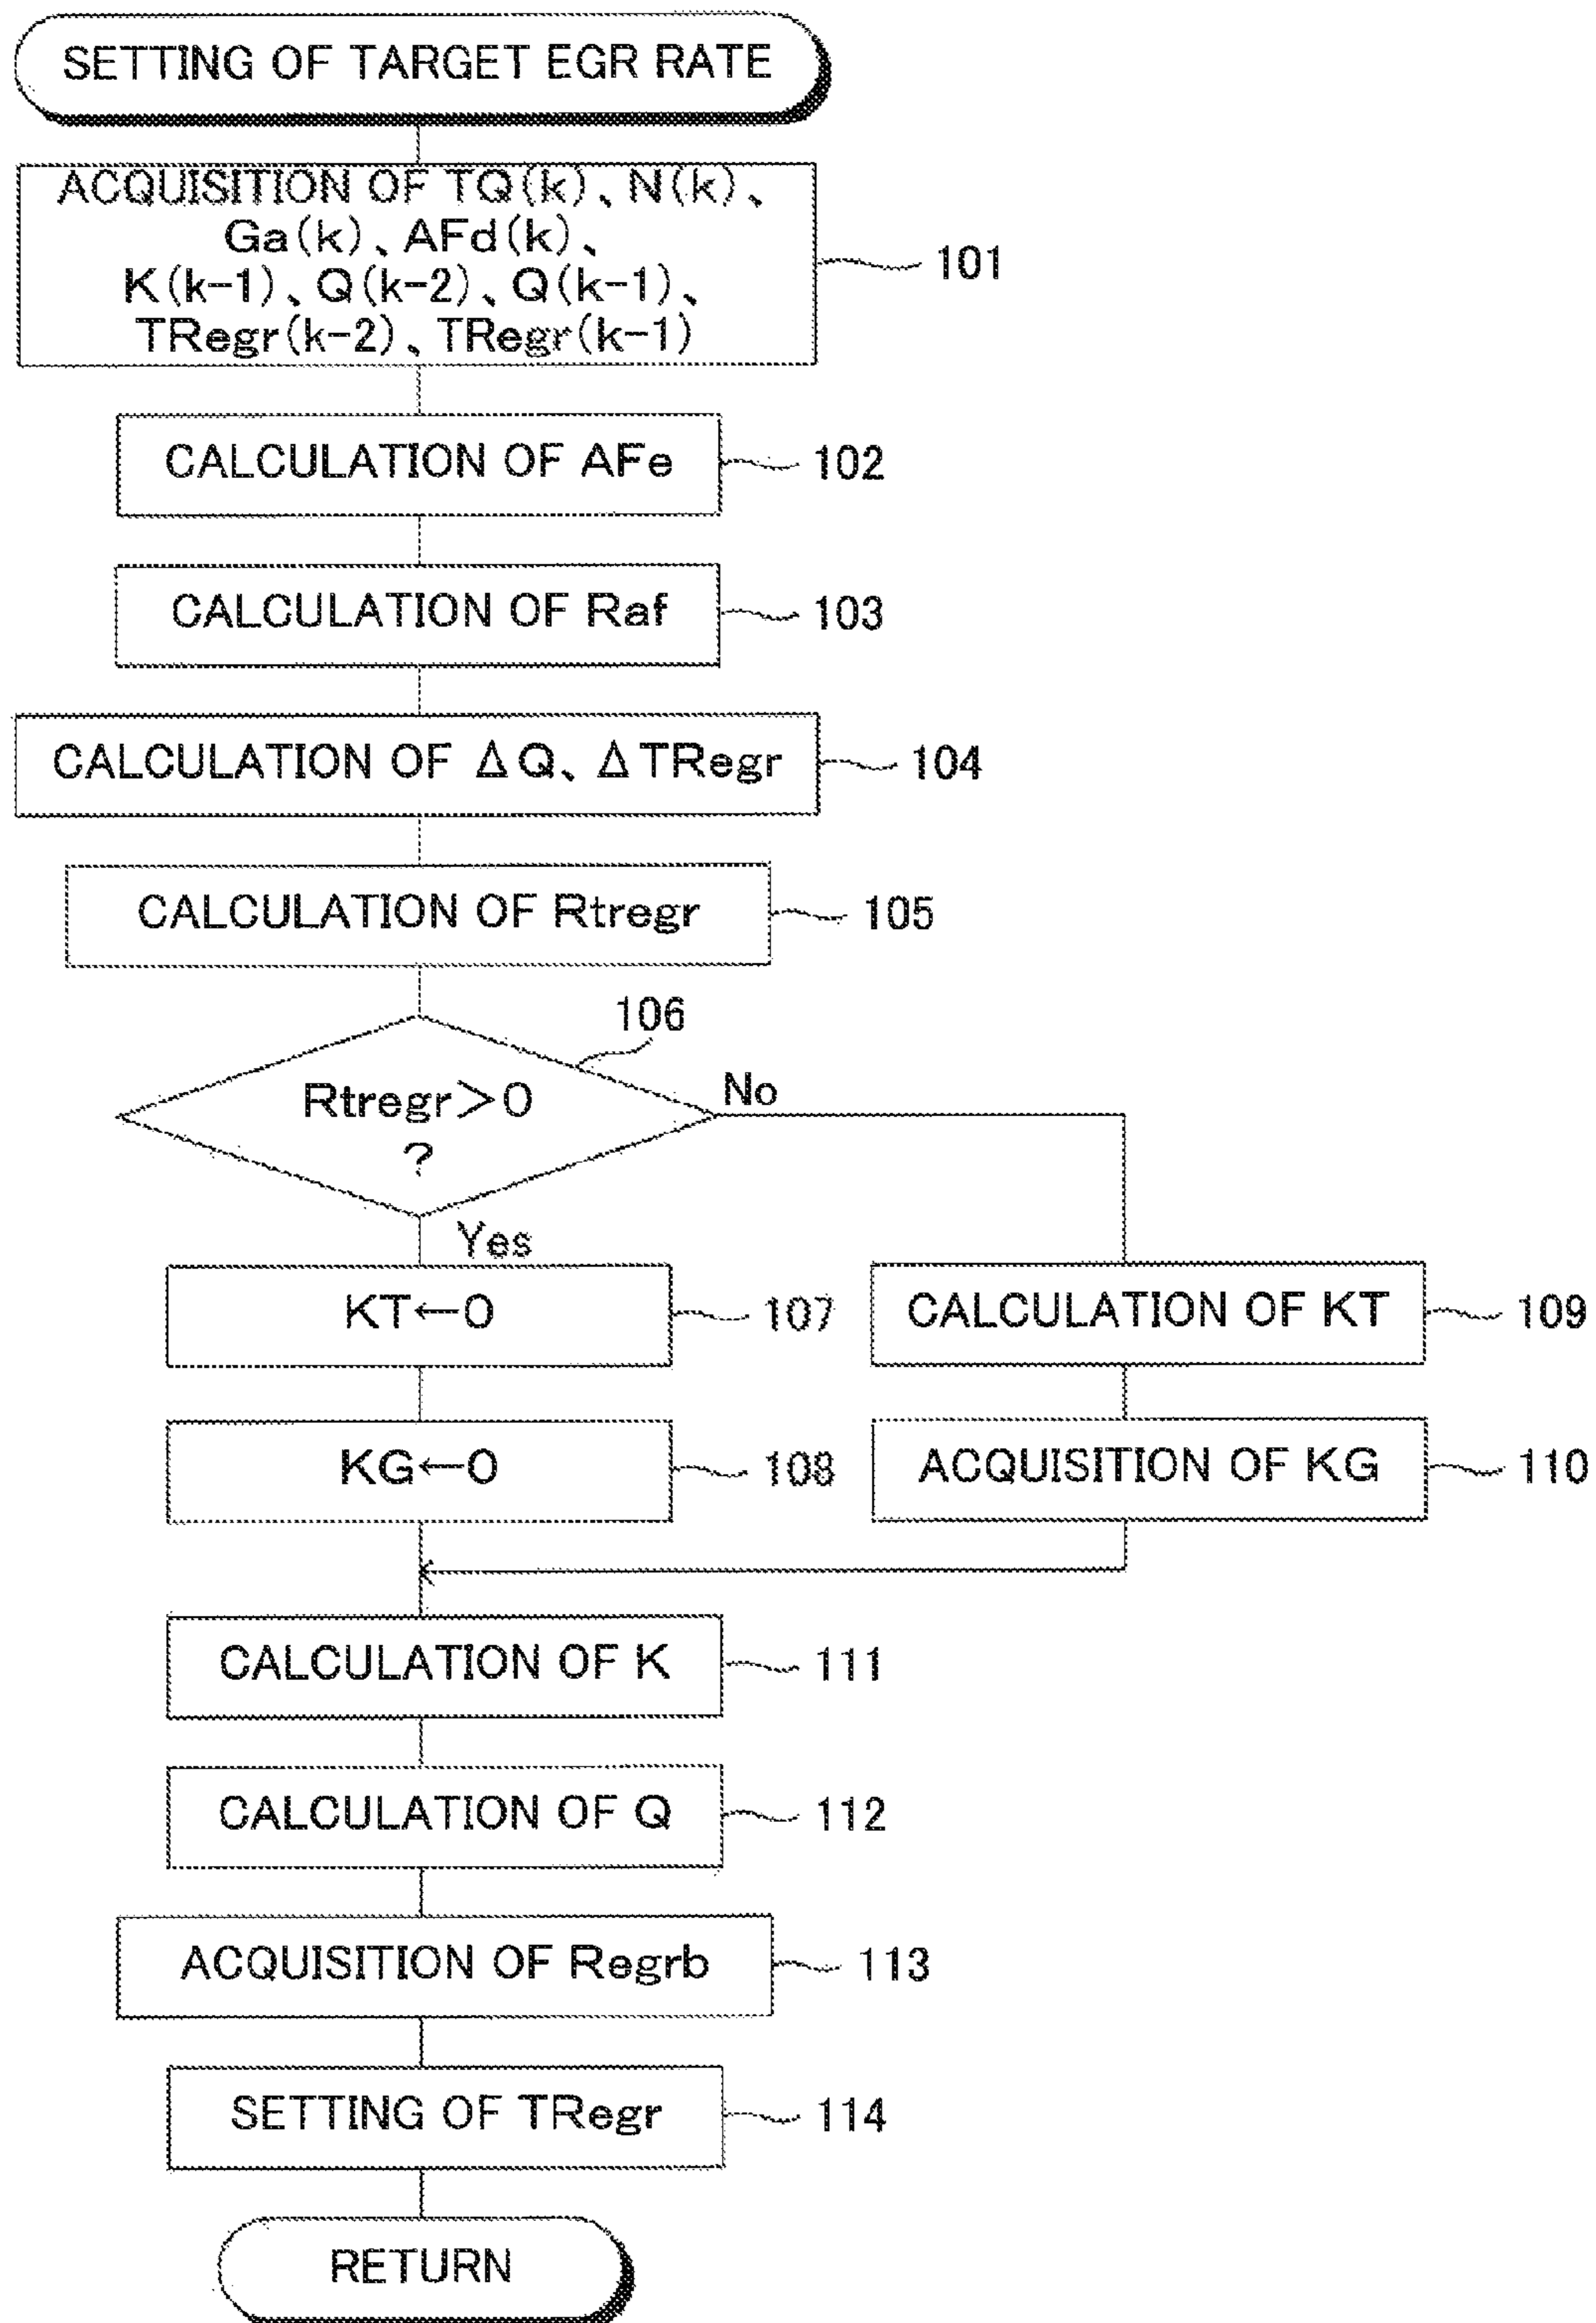 SETTING OF TARGET EGR RATE
ACQUISITION OF TQ(k)、N(k)、
Ga(k)、AFd(k)、
K(k-1)、Q(k-2)、Q(k-1)、
TRegr(k-2)、TRegr(k-1)
101
CALCULATION OF AFe
102
CALCULATION OF Raf
103
CALCULATION OF ΔQ、ΔTRegr
104
CALCULATION OF Rtregr
105
106
Rtregr>0
?
No
Yes
KT←0
107
CALCULATION OF KT
109
KG←0
108
ACQUISITION OF KG
110
CALCULATION OF K
111
CALCULATION OF Q
112
ACQUISITION OF Regrb
113
SETTING OF TRegr
114
RETURN